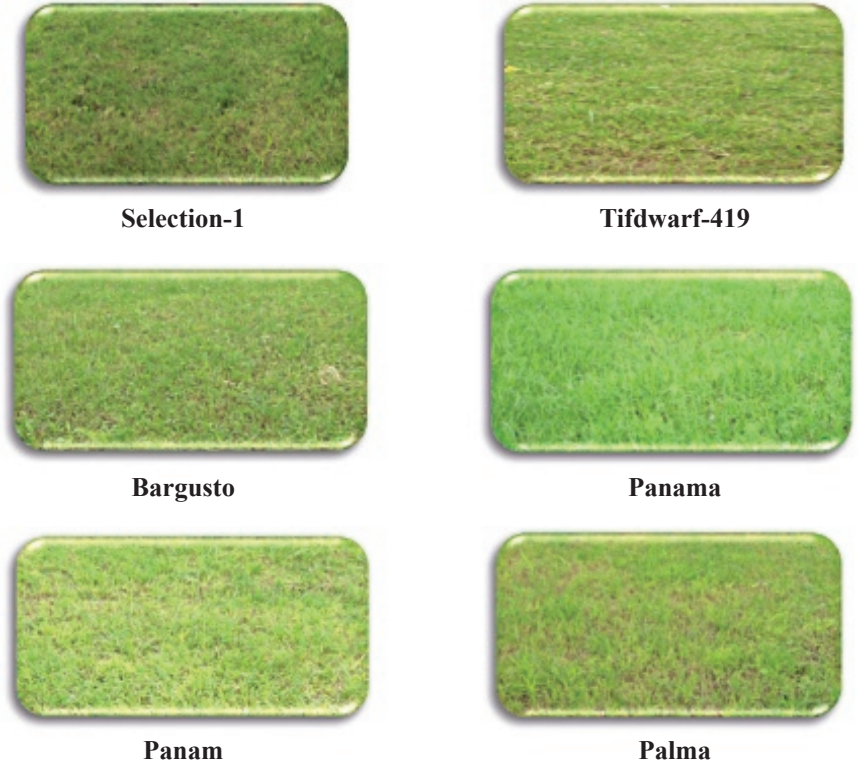 Selection-1
Tifdwarf-419
Bargusto
Panama
Panam
Palma